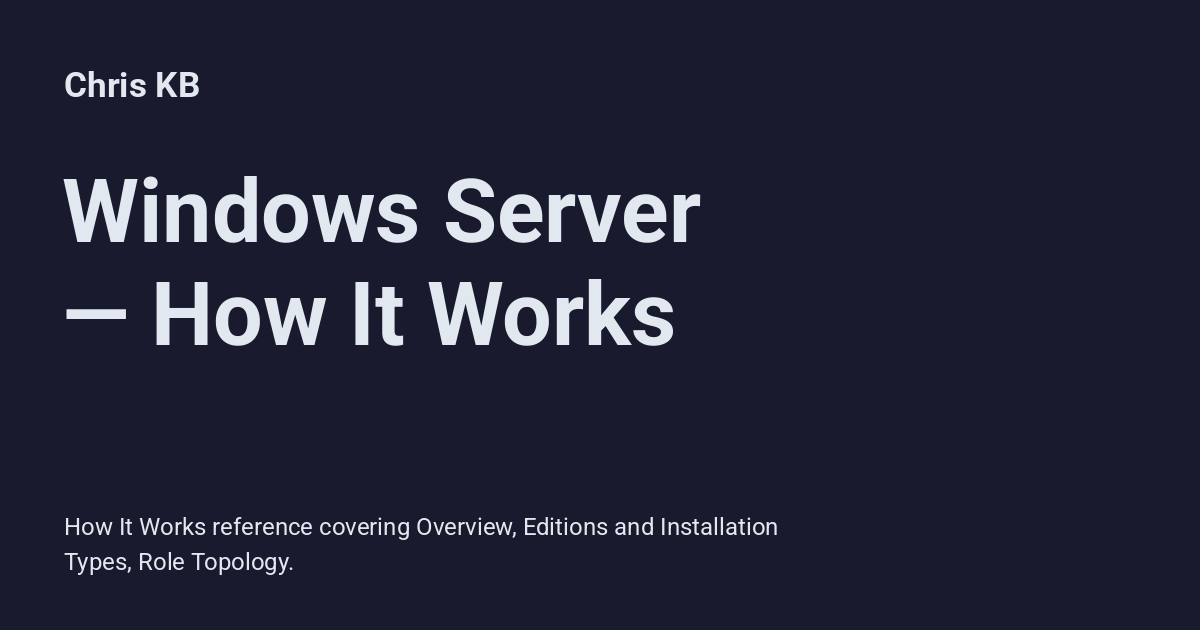 Chris KB
Windows Server
— How It Works
How It Works reference covering Overview, Editions and Installation
Types, Role Topology.